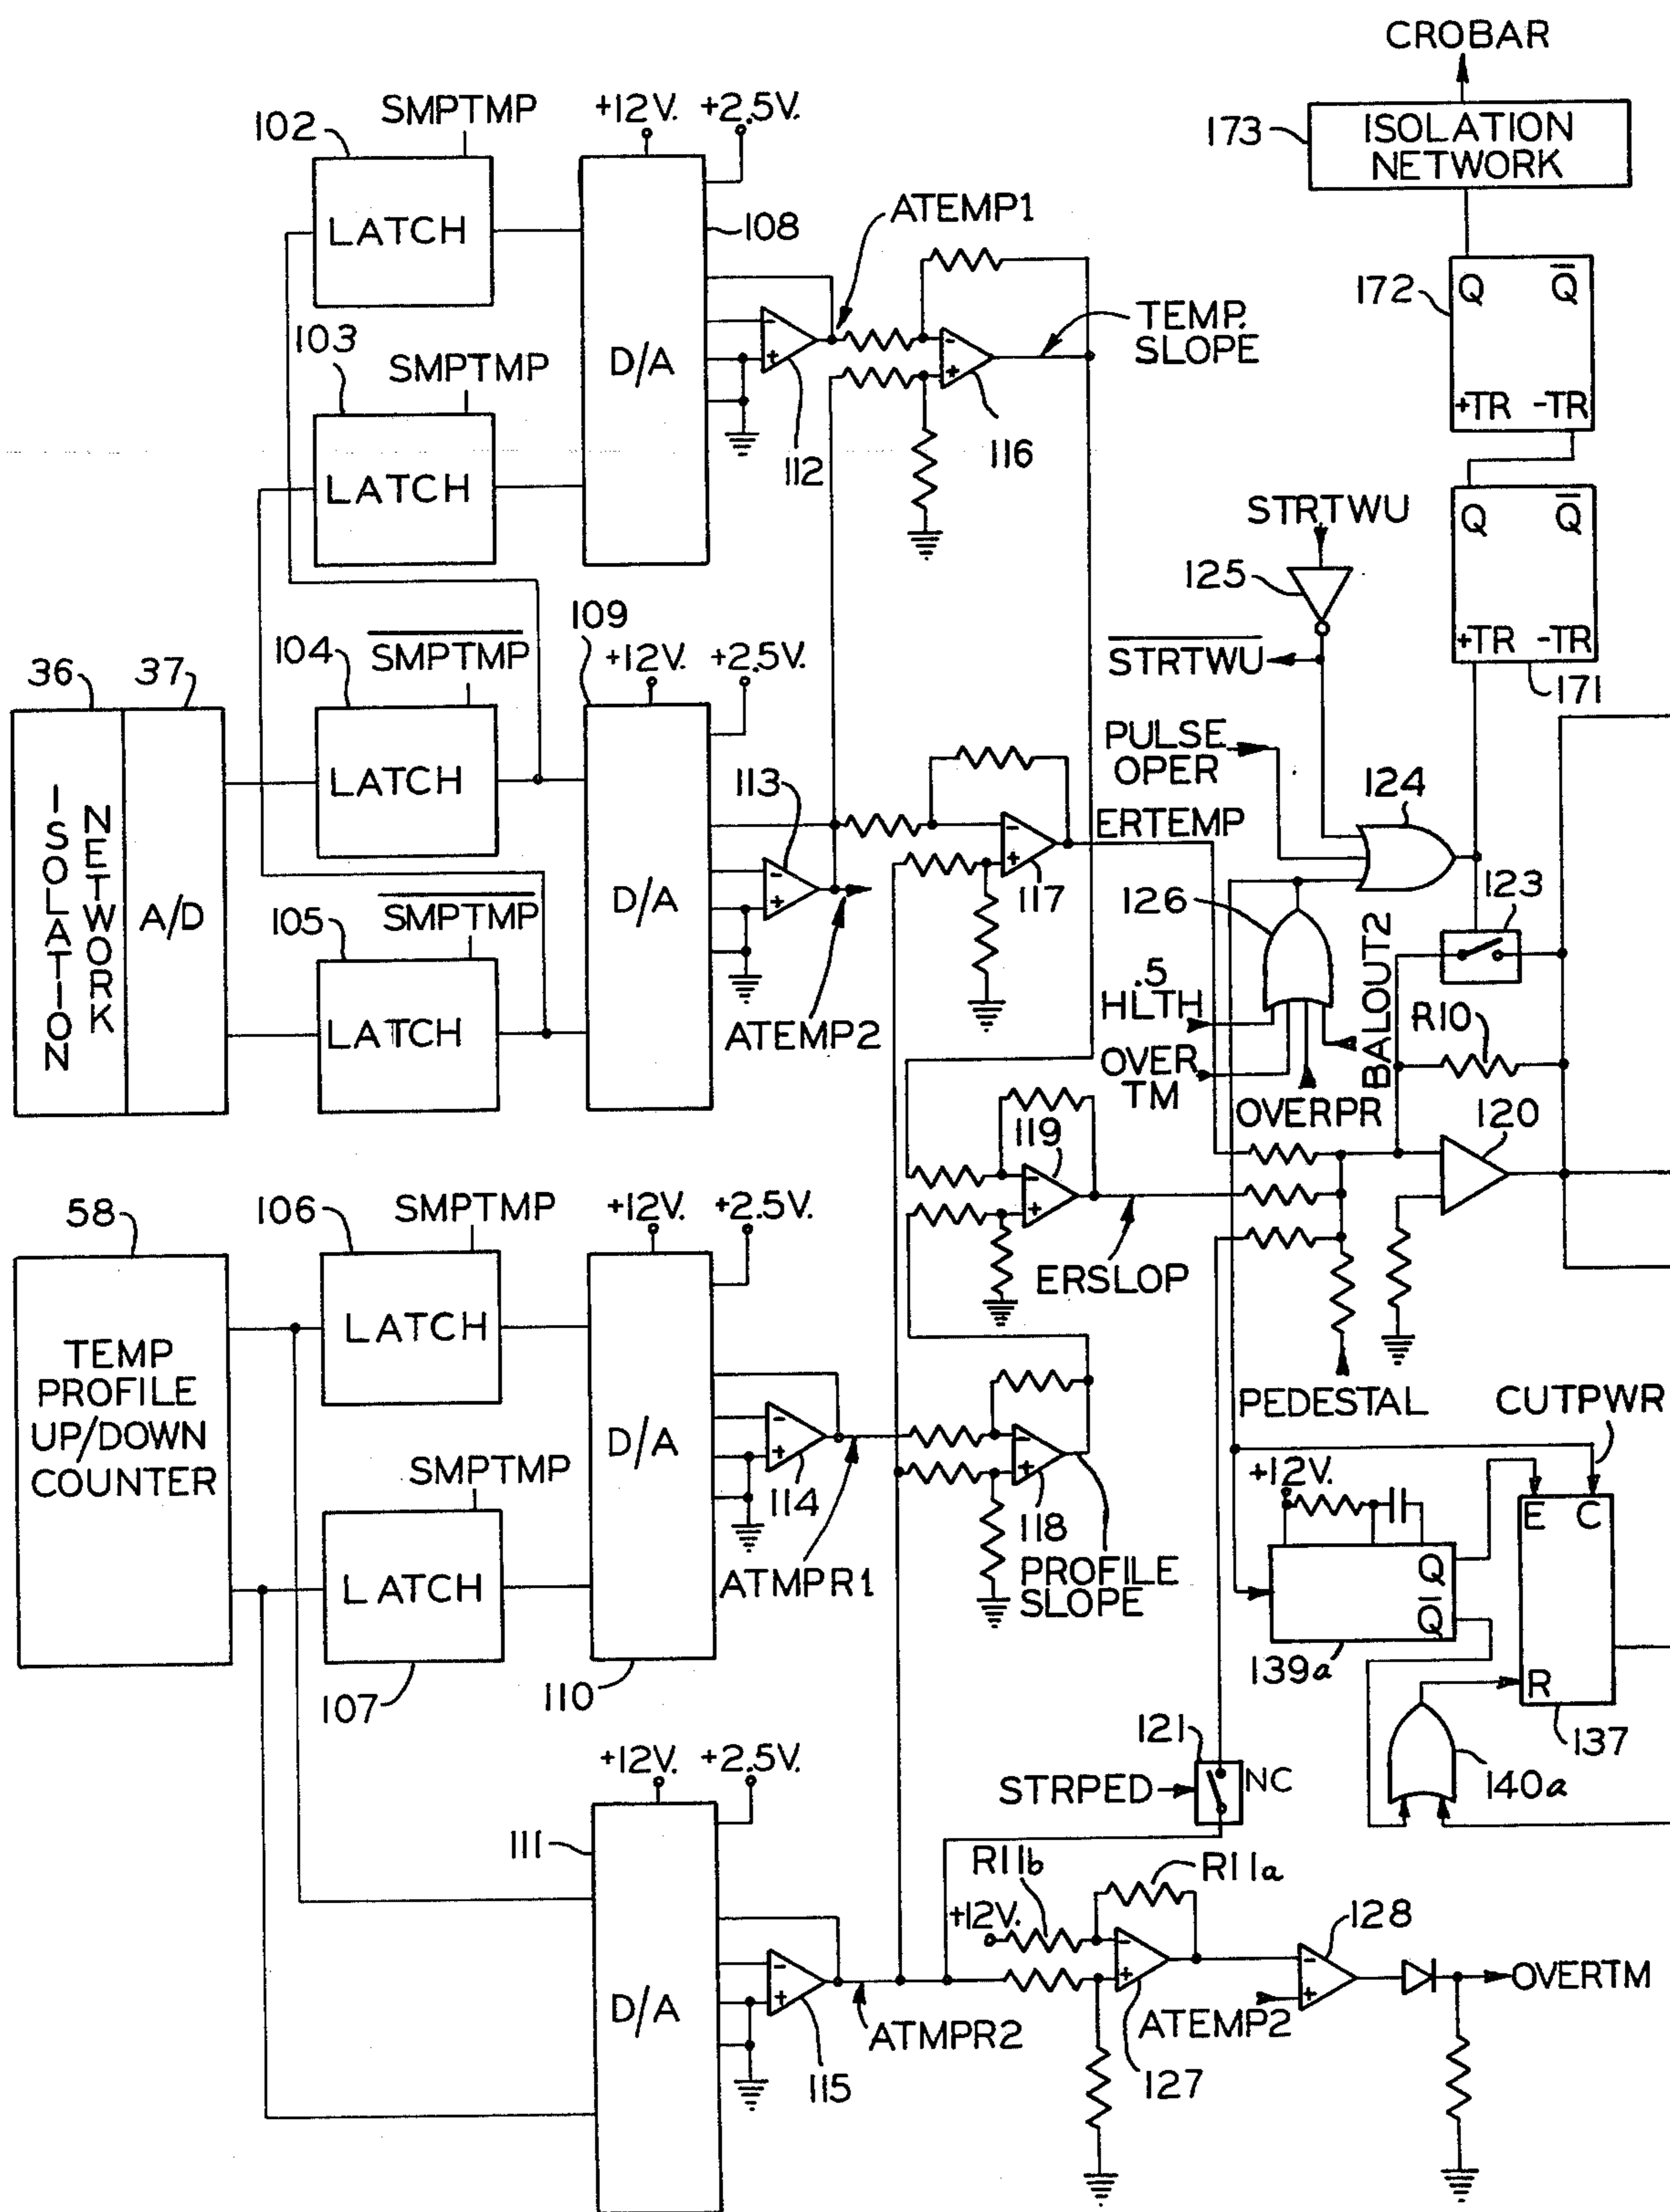 CROBAR
173
ISOLATION
NETWORK
SMPTMP
+12V.
+2.5V.
102
LATCH
108
ATEMP1
103
SMPTMP
D/A
-
+
112
-
+
116
TEMP.
SLOPE
172
Q
Q̅
+TR
-TR
LATCH
STRTWU
125
Q
Q̅
+TR
-TR
171
S̅T̅R̅T̅W̅U̅
109
104
S̅M̅P̅T̅M̅P̅
+12V.
+2.5V.
36
37
ISOLATION
NETWORK
A/D
LATCH
D/A
113
-
+
ATEMP2
PULSE
OPER
124
-
+
117
ERTEMP
126
123
105
S̅M̅P̅T̅M̅P̅
LATCH
.5
HLTH
OVER
TM
OVERPR
BALOUT2
R10
120
119
-
+
ERSLOP
PEDESTAL
58
106
SMPTMP
+12V.
+2.5V.
TEMP
PROFILE
UP/DOWN
COUNTER
LATCH
D/A
-
+
114
ATMPR1
-
+
118
PROFILE
SLOPE
CUTPWR
+12V.
E
C
Q
Q̅
139a
R
137
140a
SMPTMP
LATCH
107
110
121
STRPED
NC
+12V.
+2.5V.
111
D/A
-
+
115
ATMPR2
R11b
R11a
+12V.
-
+
127
128
-
+
ATEMP2
OVERTM